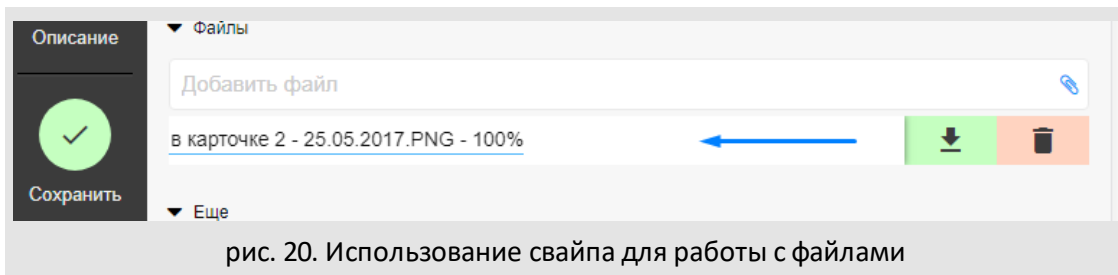 Описание
Файлы
Добавить файл
в карточке 2 - 25.05.2017.PNG - 100%
Сохранить
Еще
рис. 20. Использование свайпа для работы с файлами